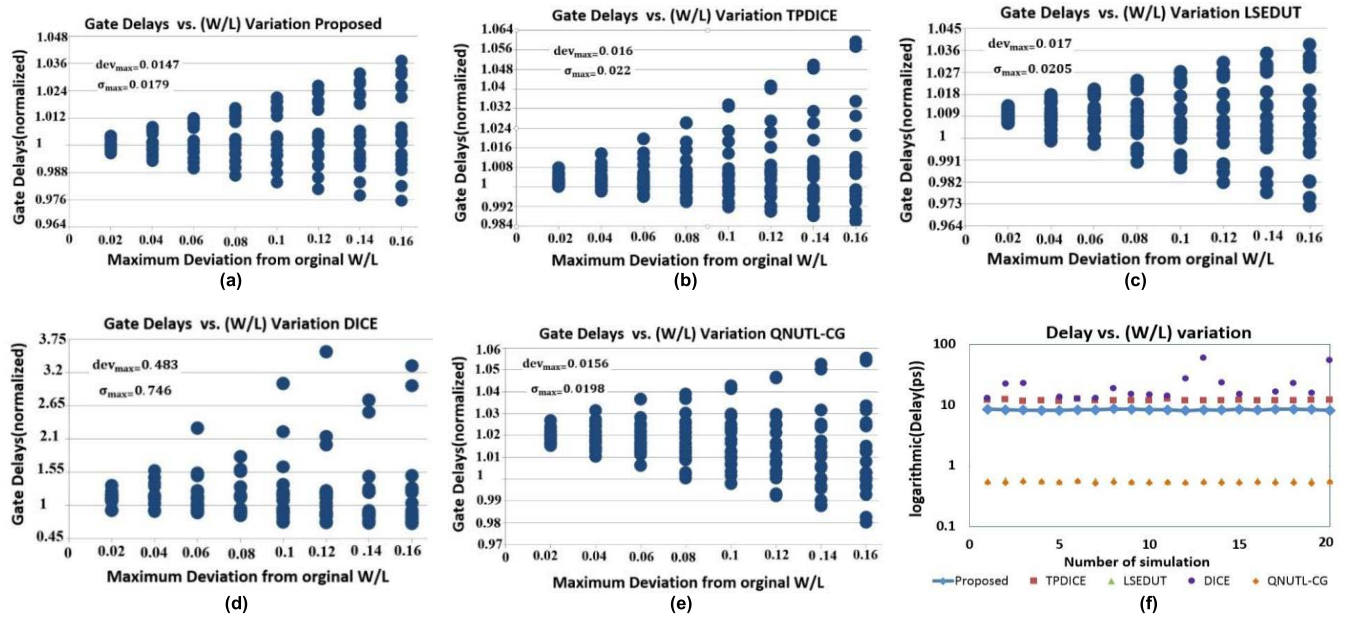 Gate Delays vs. (W/L) Variation Proposed
1.048
1.036
1.024
1.012
1
0.988
0.976
0.964
dev_max=0.0147
σ_max=0.0179
Gate Delays(normalized)
0 0.02 0.04 0.06 0.08 0.1 0.12 0.14 0.16
Maximum Deviation from orginal W/L
(a)
Gate Delays vs. (W/L) Variation TPDICE
1.064
1.056
1.048
1.04
1.032
1.024
1.016
1.008
1
0.992
0.984
dev_max=0.016
σ_max=0.022
Gate Delays(normalized)
0 0.02 0.04 0.06 0.08 0.1 0.12 0.14 0.16
Maximum Deviation from orginal W/L
(b)
Gate Delays vs. (W/L) Variation LSEDUT
1.045
1.036
1.027
1.018
1.009
1
0.991
0.982
0.973
0.964
dev_max=0.017
σ_max=0.0205
Gate Delays(normalized)
0 0.02 0.04 0.06 0.08 0.1 0.12 0.14 0.16
Maximum Deviation from orginal W/L
(c)
Gate Delays vs. (W/L) Variation DICE
3.75
3.2
2.65
2.1
1.55
1
0.45
dev_max=0.483
σ_max=0.746
Gate Delays(normalized)
0 0.02 0.04 0.06 0.08 0.1 0.12 0.14 0.16
Maximum Deviation from orginal W/L
(d)
Gate Delays vs. (W/L) Variation QNUTL-CG
1.06
1.05
1.04
1.03
1.02
1.01
1
0.99
0.98
0.97
dev_max=0.0156
σ_max=0.0198
Gate Delays(normalized)
0 0.02 0.04 0.06 0.08 0.1 0.12 0.14 0.16
Maximum Deviation from orginal W/L
(e)
Delay vs. (W/L) variation
100
10
1
0.1
logarithmic(Delay(ps))
0 5 10 15 20
Number of simulation
Proposed TPDICE LSEDUT DICE QNUTL-CG
(f)